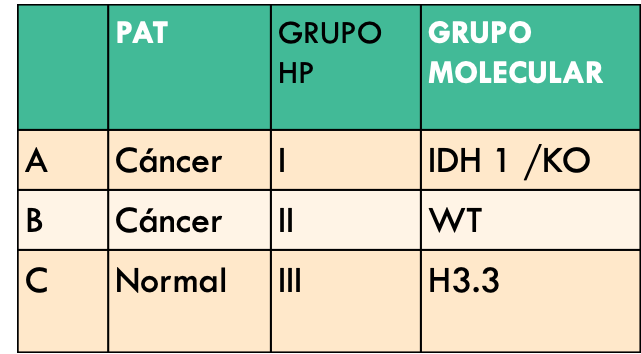 PAT GRUPO HP GRUPO MOLECULAR
A Cáncer I IDH 1 /KO
B Cáncer II WT
C Normal III H3.3